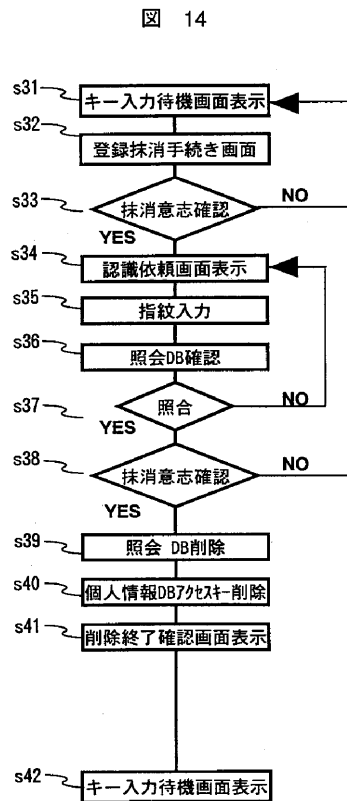 図 14
s31
キー入力待機画面表示
s32
登録抹消手続き画面
s33
抹消意志確認
NO
YES
s34
認識依頼画面表示
s35
指紋入力
s36
照会DB確認
s37
照合
NO
YES
s38
抹消意志確認
NO
YES
s39
照会 DB削除
s40
個人情報DBアクセスキー削除
s41
削除終了確認画面表示
s42
キー入力待機画面表示